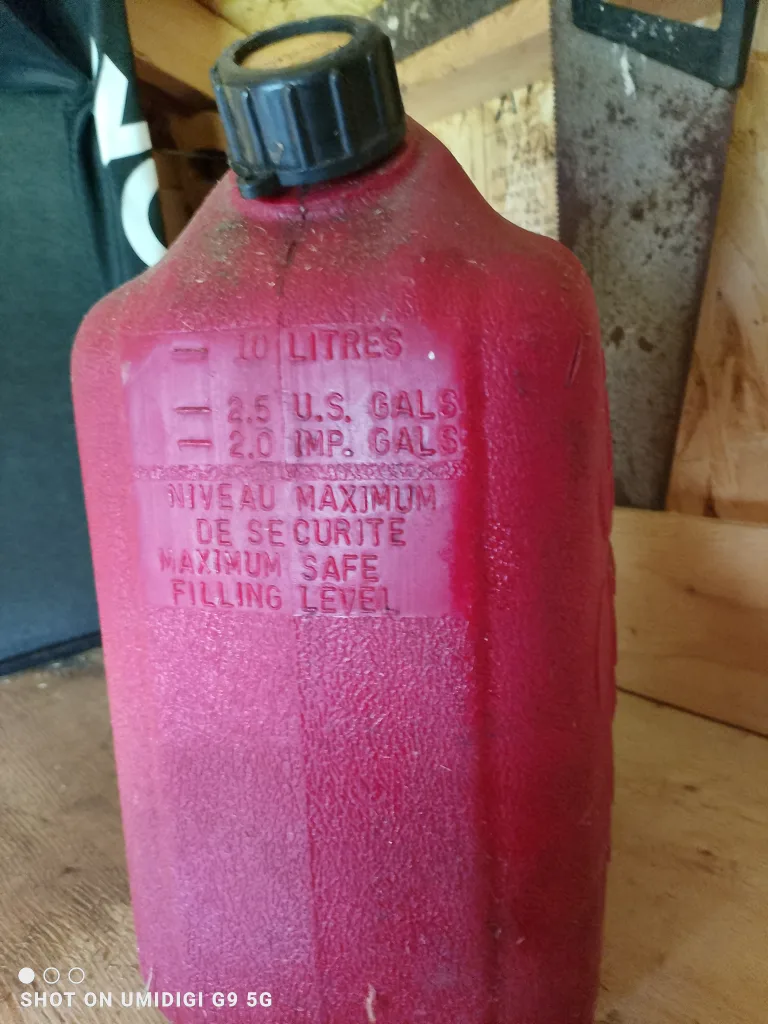 — 10 LITRES
— 2.5 U.S. GALS
— 2.0 IMP. GALS
NIVEAU MAXIMUM
DE SECURITE
MAXIMUM SAFE
FILLING LEVEL
SHOT ON UMIDIGI G9 5G